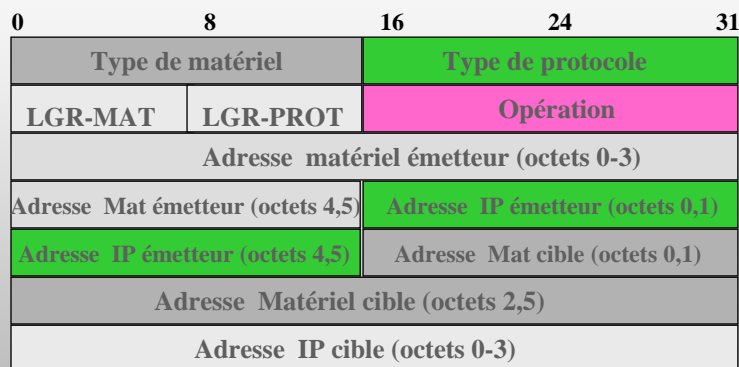 0 8 16 24 31
Type de matériel Type de protocole
LGR-MAT LGR-PROT Opération
Adresse matériel émetteur (octets 0-3)
Adresse Mat émetteur (octets 4,5) Adresse IP émetteur (octets 0,1)
Adresse IP émetteur (octets 4,5) Adresse Mat cible (octets 0,1)
Adresse Matériel cible (octets 2,5)
Adresse IP cible (octets 0-3)